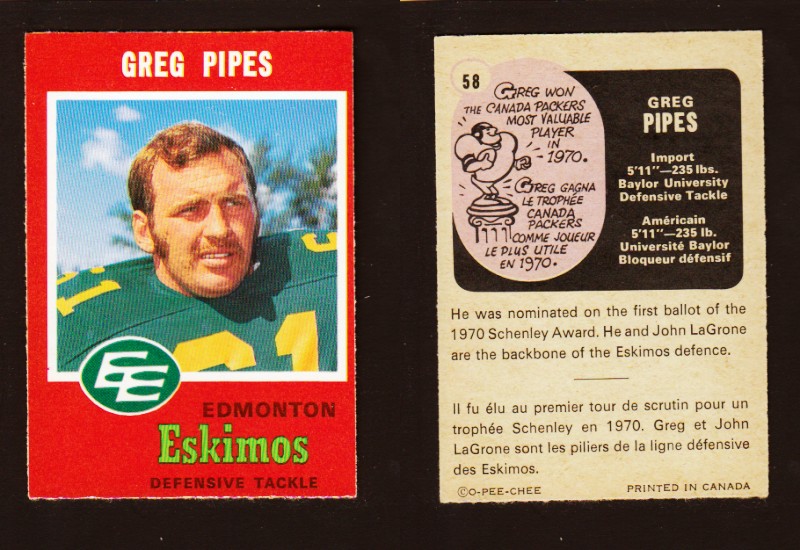 GREG PIPES
61
61
EE
EDMONTON
Eskimos
DEFENSIVE TACKLE
58
GREG WON
THE CANADA PACKERS
MOST VALUABLE
PLAYER
IN
1970.
GREG GAGNA
LE TROPHÉE
CANADA
PACKERS
COMME JOUEUR
LE PLUS UTILE
EN 1970.
GREG
PIPES
Import
5'11"—235 lbs.
Baylor University
Defensive Tackle
Américain
5'11"—235 lb.
Université Baylor
Bloqueur défensif
He was nominated on the first ballot of the
1970 Schenley Award. He and John LaGrone
are the backbone of the Eskimos defence.
Il fu élu au premier tour de scrutin pour un
trophée Schenley en 1970. Greg et John
LaGrone sont les piliers de la ligne défensive
des Eskimos.
©O-PEE-CHEE PRINTED IN CANADA